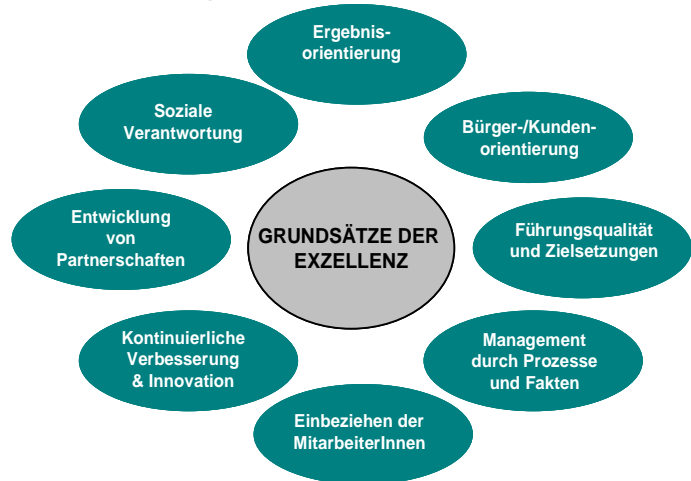 Ergebnis-
orientierung
Bürger-/Kunden-
orientierung
Führungsqualität
und Zielsetzungen
Management
durch Prozesse
und Fakten
Einbeziehen der
MitarbeiterInnen
Kontinuierliche
Verbesserung
& Innovation
Entwicklung
von
Partnerschaften
Soziale
Verantwortung
GRUNDSÄTZE DER
EXZELLENZ